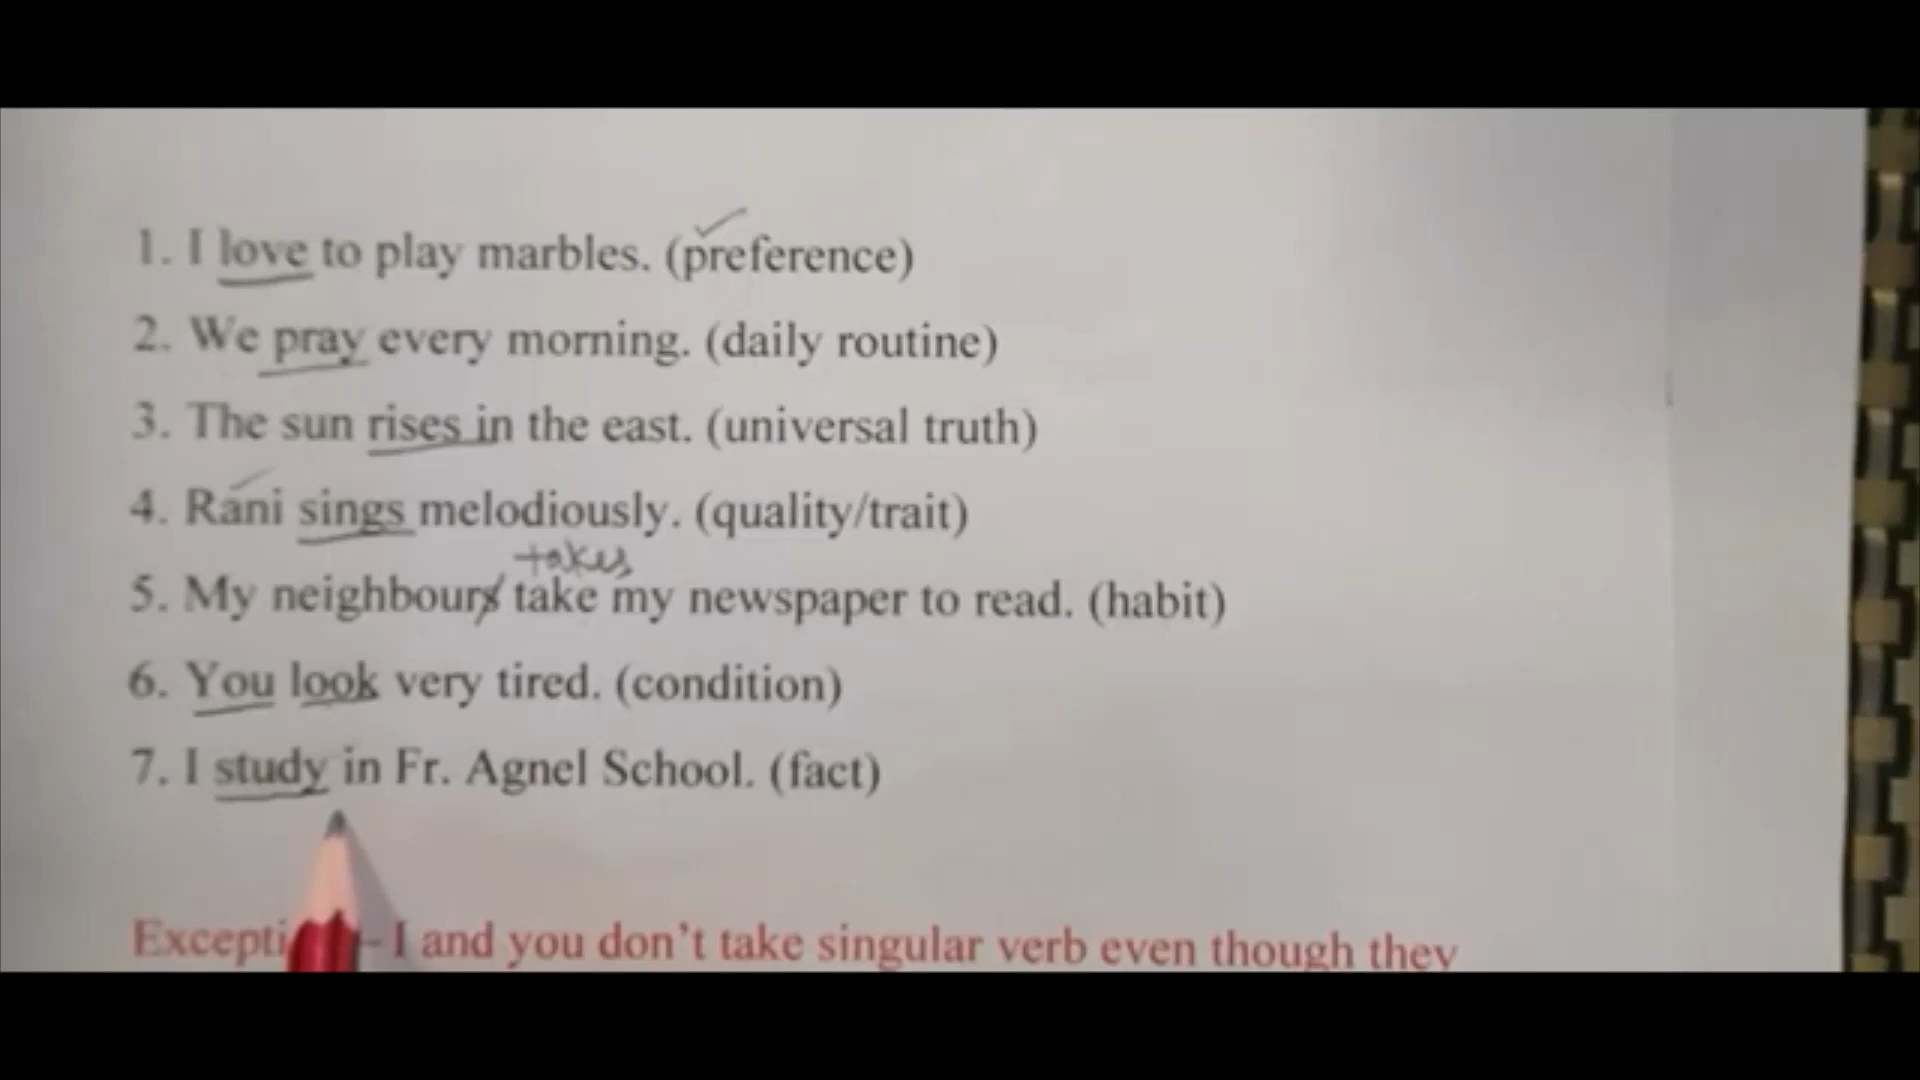 1. I love to play marbles. (preference)
2. We pray every morning. (daily routine)
3. The sun rises in the east. (universal truth)
4. Rani sings melodiously. (quality/trait)
takes
5. My neighbours take my newspaper to read. (habit)
6. You look very tired. (condition)
7. I study in Fr. Agnel School. (fact)
- I and you don't take singular verb even though they